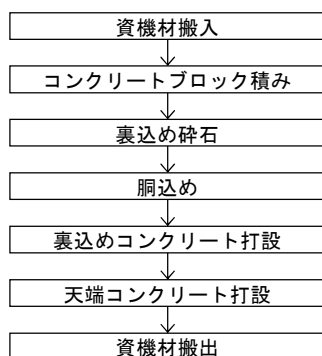 資機材搬入
コンクリートブロック積み
裏込め砕石
胴込め
裏込めコンクリート打設
天端コンクリート打設
資機材搬出